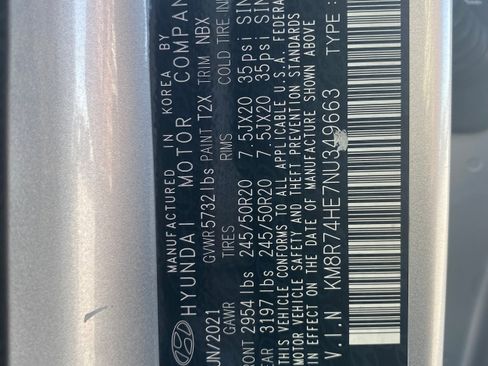 MANUFACTURED IN KOREA BY
HYUNDAI MOTOR COMPAN
JN/2021 GVWR 5732 lbs PAINT T2X TRIM NBX
GAWR TIRES RIMS COLD TIRE IN
RONT 2954 lbs 245/50R20 7.5JX20 35psi SIN
EAR 3197 lbs 245/50R20 7.5JX20 35psi SIN
THIS VEHICLE CONFORMS TO ALL APPLICABLE U.S.A. FEDERA
MOTOR VEHICLE SAFETY AND THEFT PREVENTION STANDARDS
IN EFFECT ON THE DATE OF MANUFACTURE SHOWN ABOVE
V.I.N KM8R74HE7NU349663 TYPE: